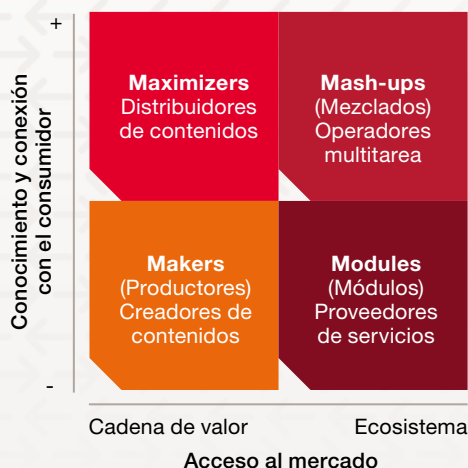 +
Conocimiento y conexión
con el consumidor
-
Maximizers
Distribuidores
de contenidos
Mash-ups
(Mezclados)
Operadores
multitarea
Makers
(Productores)
Creadores de
contenidos
Modules
(Módulos)
Proveedores
de servicios
Cadena de valor
Ecosistema
Acceso al mercado